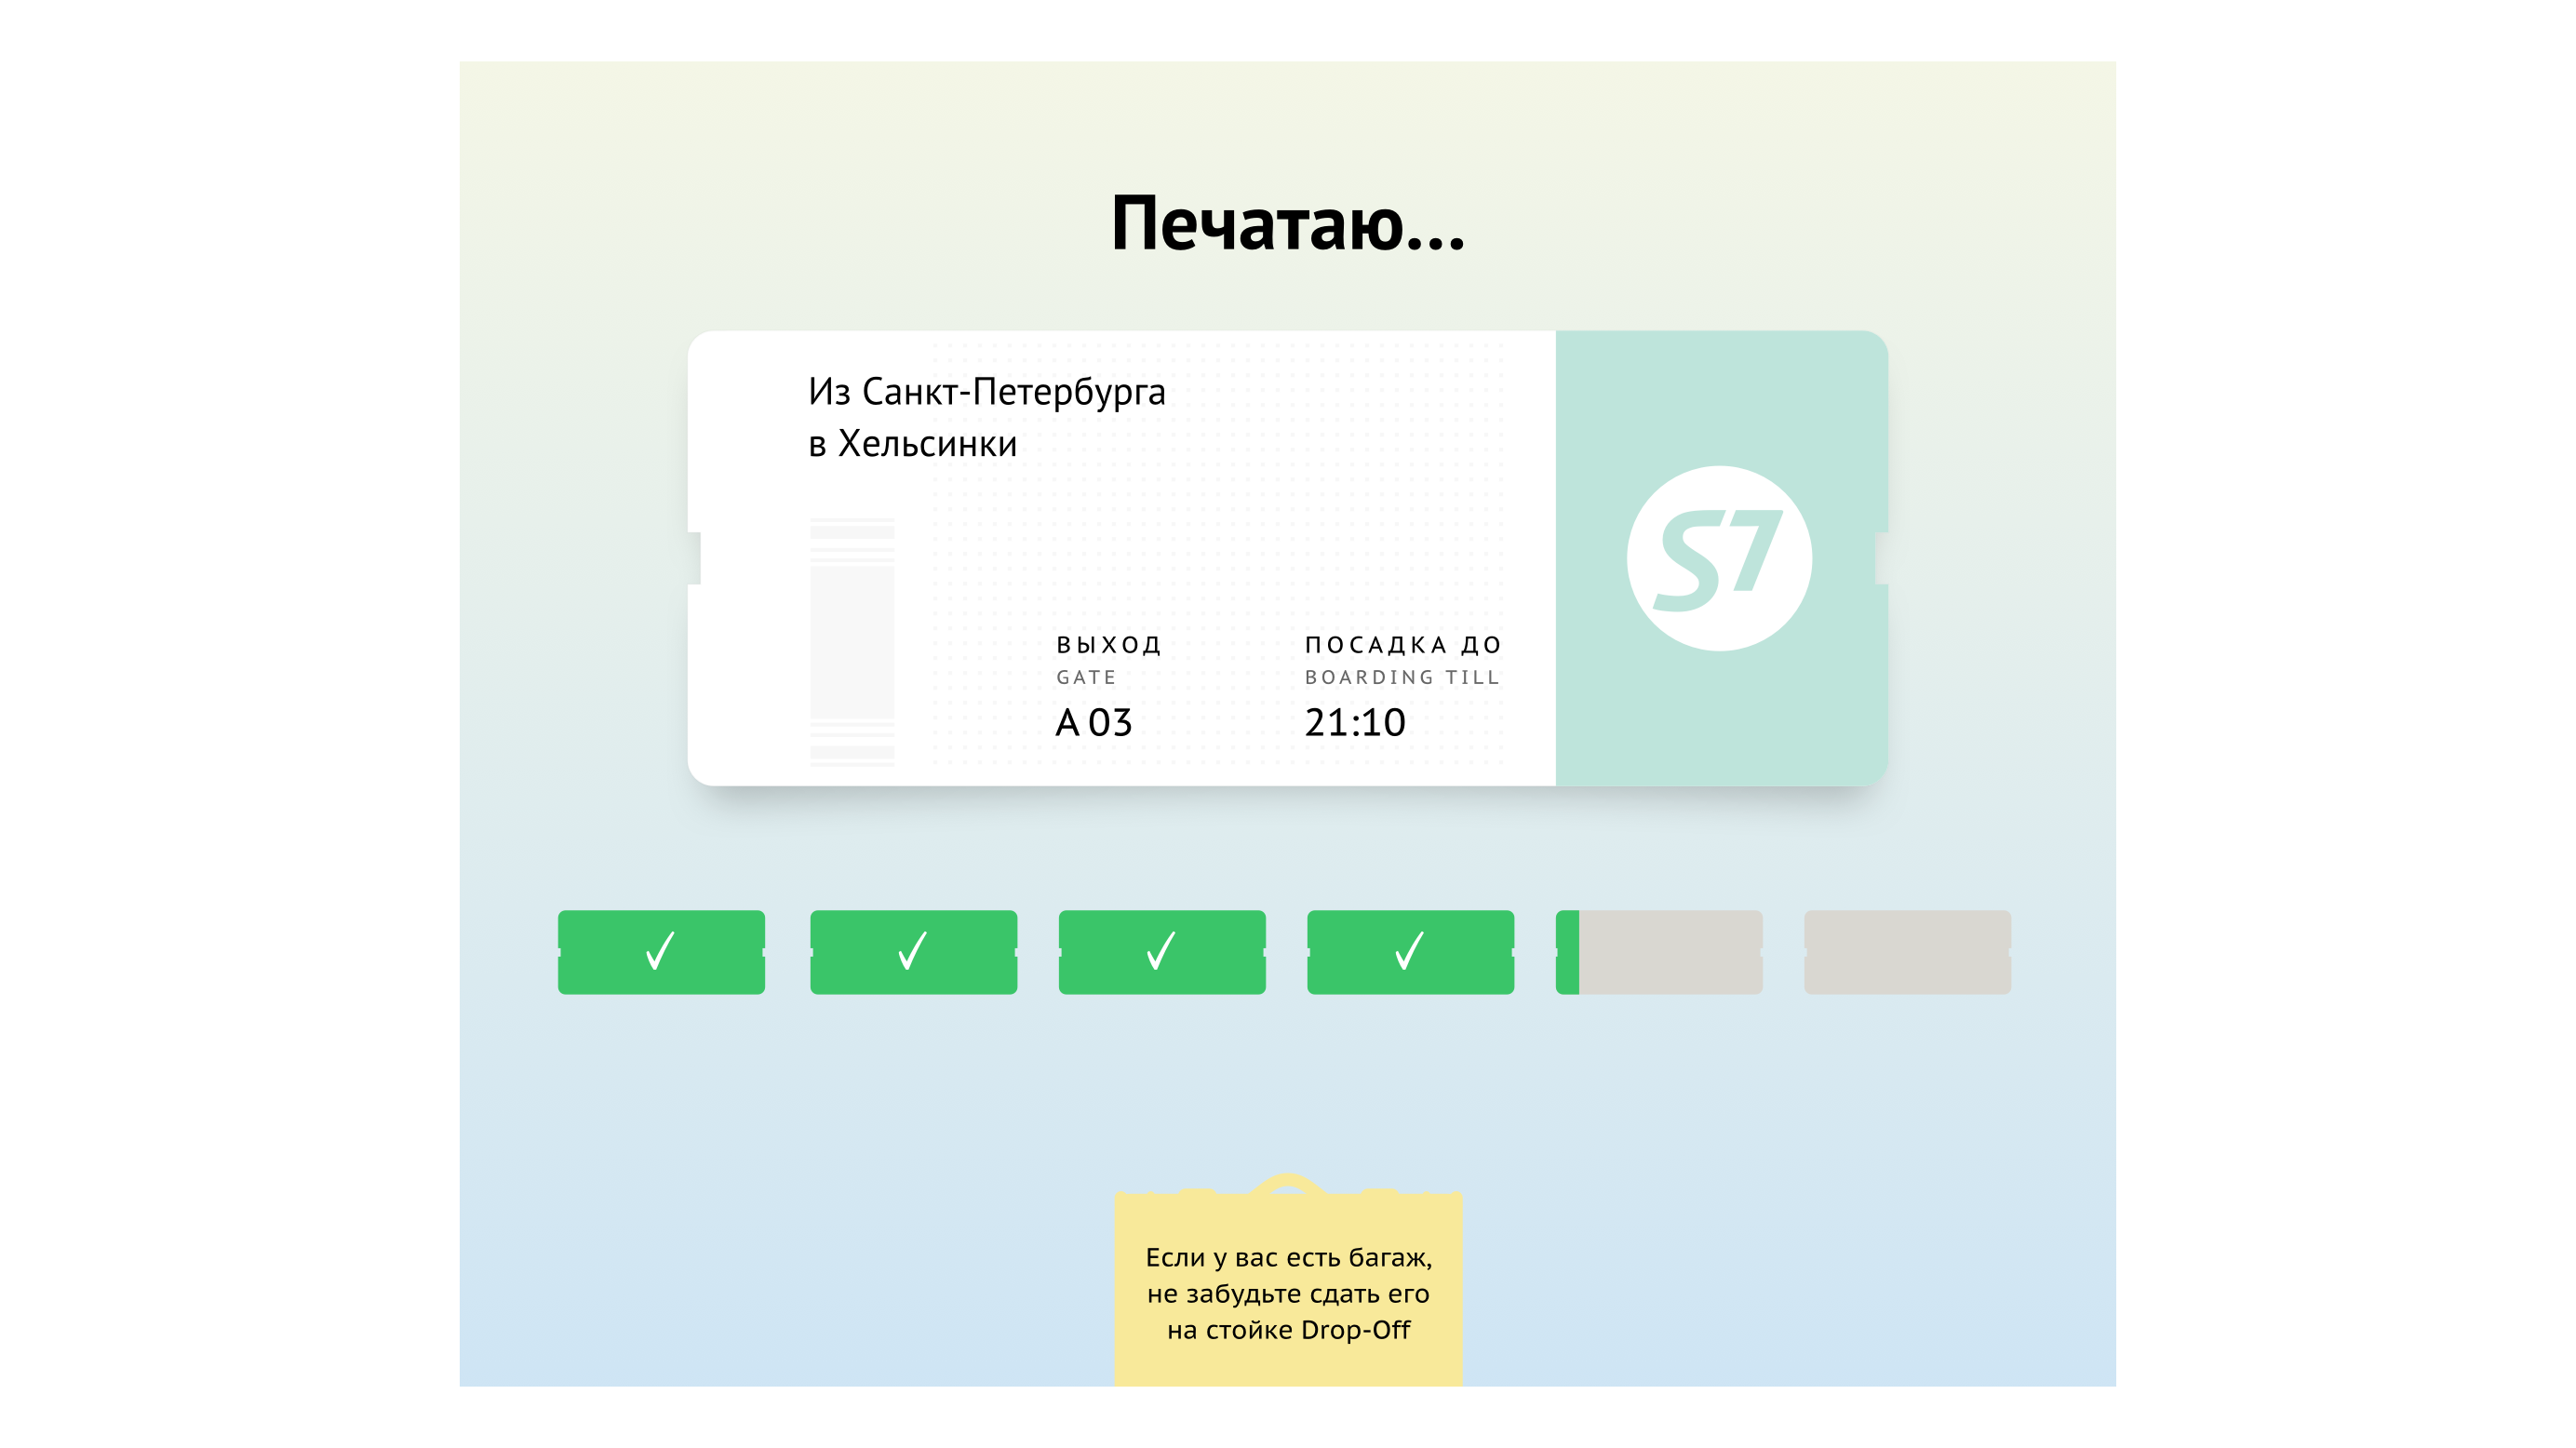 Печатаю...
Из Санкт-Петербурга
в Хельсинки
S7
ВЫХОД
GATE
A 03
ПОСАДКА ДО
BOARDING TILL
21:10
Если у вас есть багаж,
не забудьте сдать его
на стойке Drop-Off